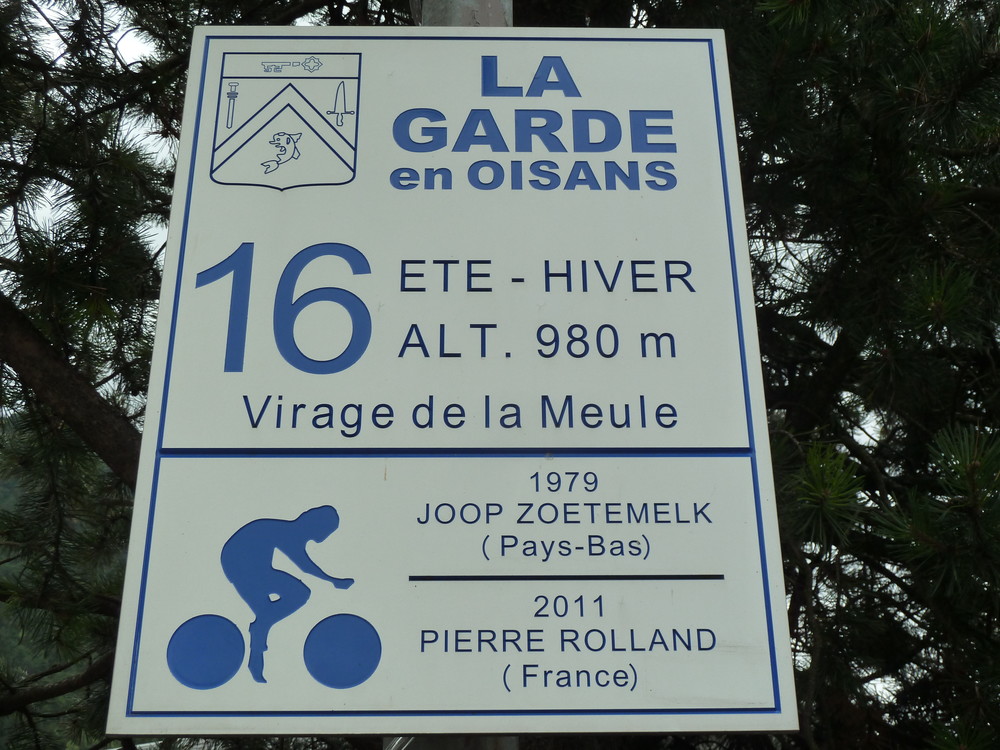 LA
GARDE
en OISANS
16
ETE - HIVER
ALT. 980 m
Virage de la Meule
1979
JOOP ZOETEMELK
(Pays-Bas)
2011
PIERRE ROLLAND
(France)